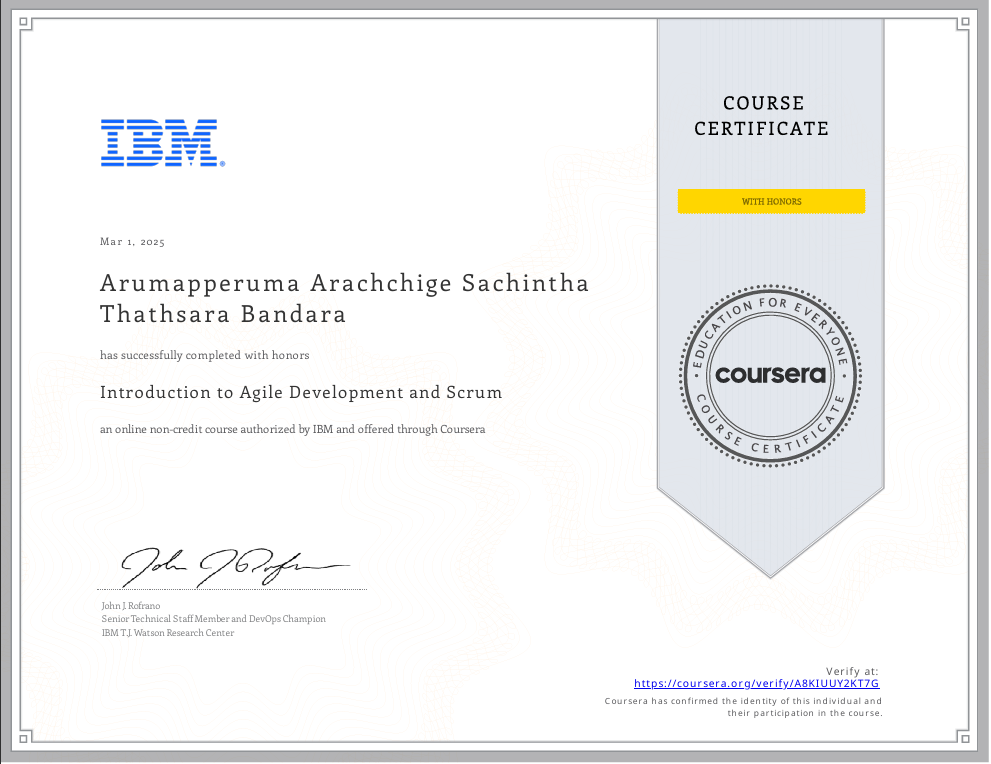 IBM®
COURSE
CERTIFICATE
WITH HONORS
Mar 1, 2025
Arumapperuma Arachchige Sachintha
Thathsara Bandara
has successfully completed with honors
Introduction to Agile Development and Scrum
an online non-credit course authorized by IBM and offered through Coursera
EDUCATION FOR EVERYONE
coursera
COURSE CERTIFICATE
John J. Rofrano
John J. Rofrano
Senior Technical Staff Member and DevOps Champion
IBM T.J. Watson Research Center
Verify at:
https://coursera.org/verify/A8KIUUY2KT7G
Coursera has confirmed the identity of this individual and
their participation in the course.